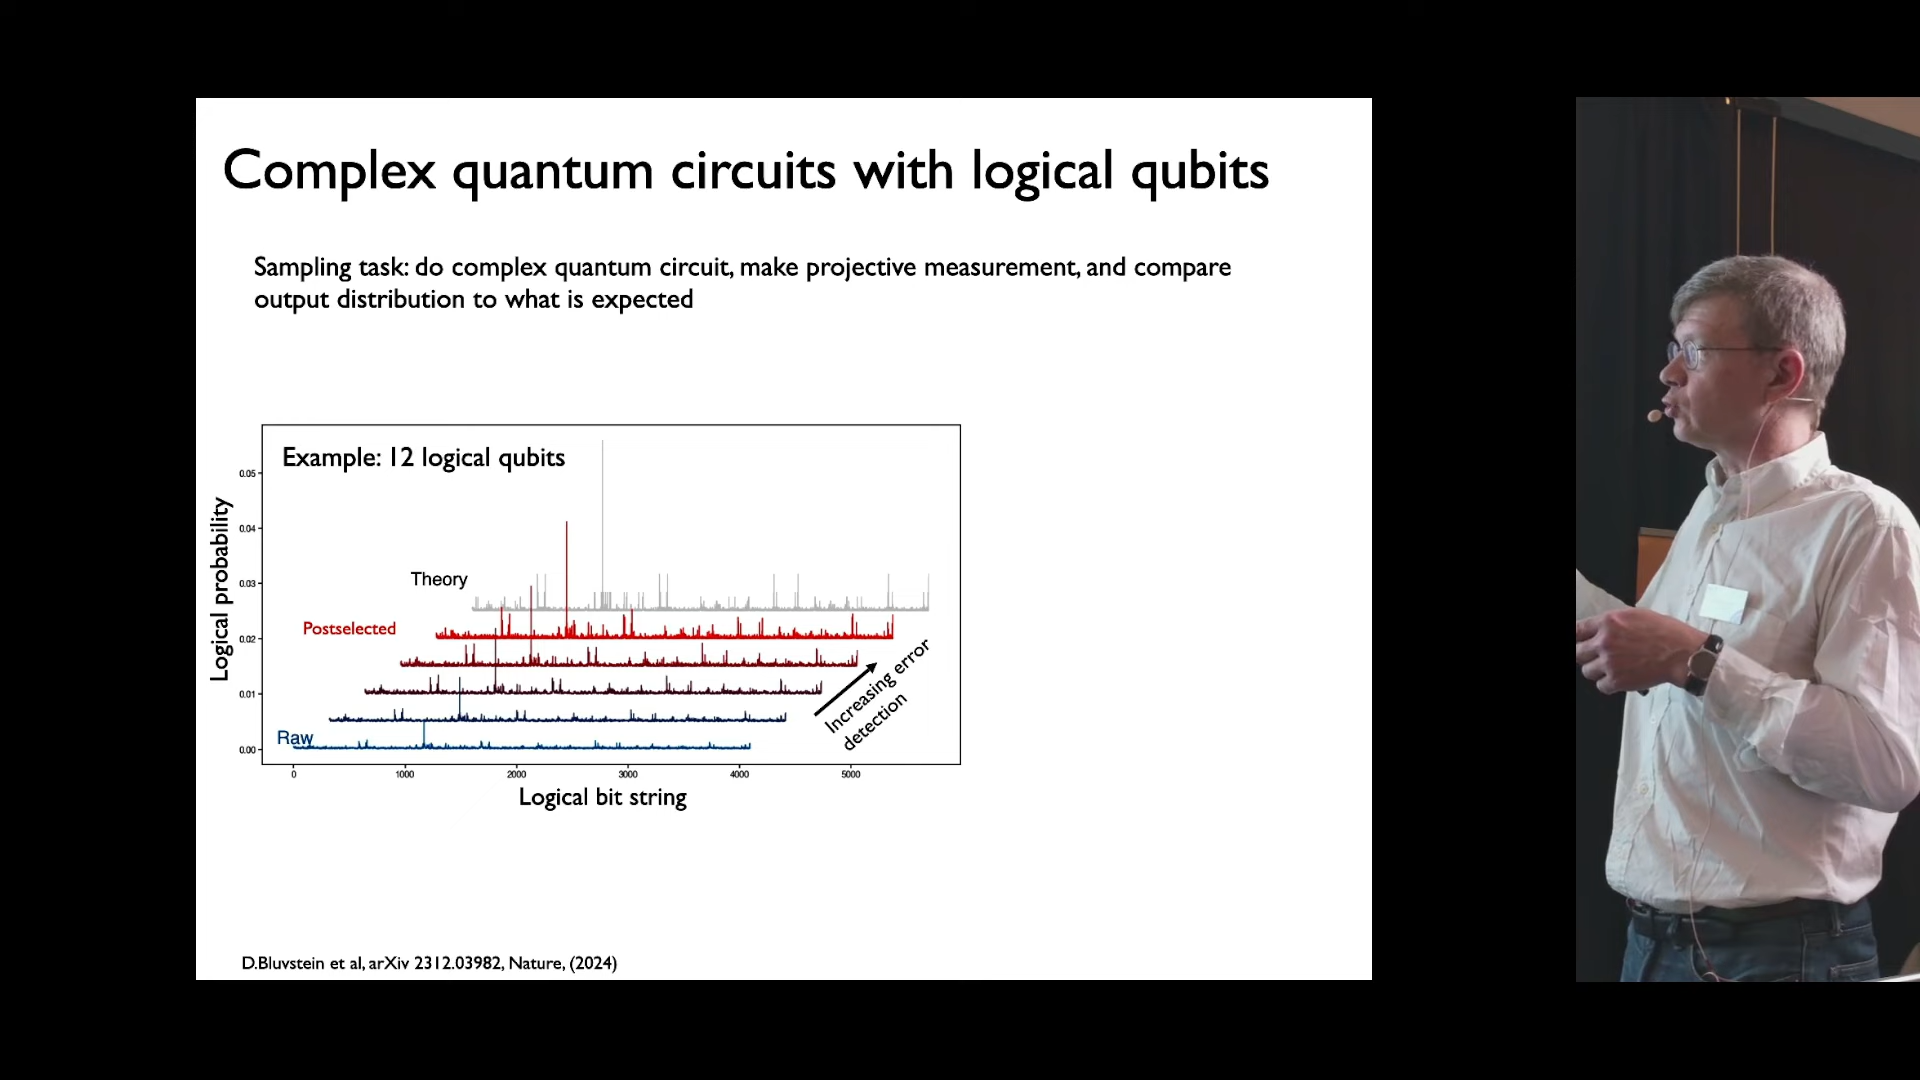 Complex quantum circuits with logical qubits
Sampling task: do complex quantum circuit, make projective measurement, and compare
output distribution to what is expected
Example: 12 logical qubits
Logical probability
0.05
0.04
0.03
0.02
0.01
0.00
Theory
Postselected
Raw
Increasing error
detection
0
1000
2000
3000
4000
5000
Logical bit string
D.Bluvstein et al, arXiv 2312.03982, Nature, (2024)